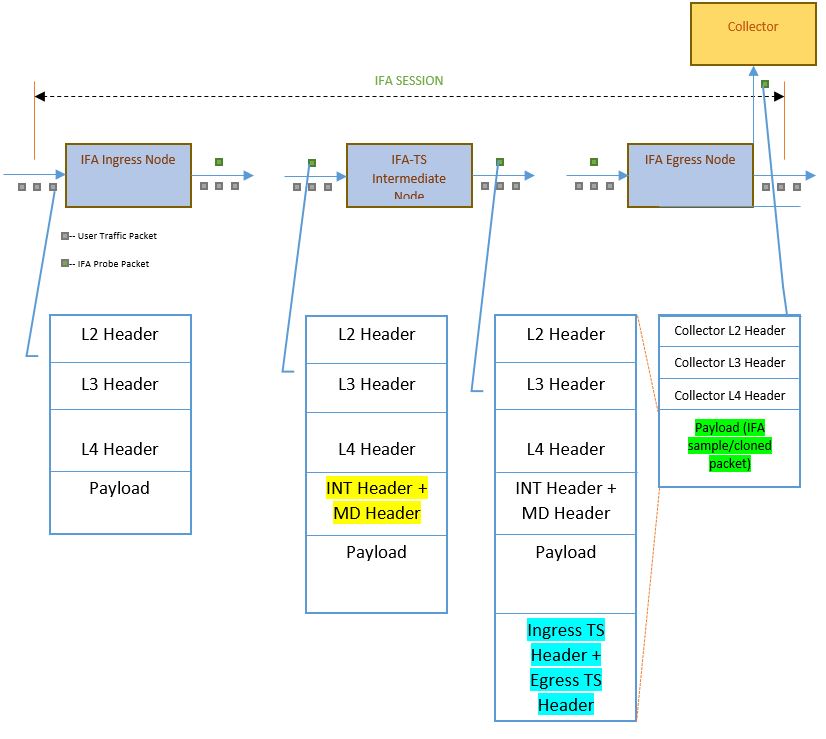 Collector
IFA SESSION
IFA Ingress Node
IFA-TS
Intermediate
Node
IFA Egress Node
-- User Traffic Packet
-- IFA Probe Packet
L2 Header
L3 Header
L4 Header
Payload
L2 Header
L3 Header
L4 Header
INT Header +
MD Header
Payload
L2 Header
L3 Header
L4 Header
INT Header +
MD Header
Payload
Ingress TS
Header +
Egress TS
Header
Collector L2 Header
Collector L3 Header
Collector L4 Header
Payload (IFA
sample/cloned
packet)